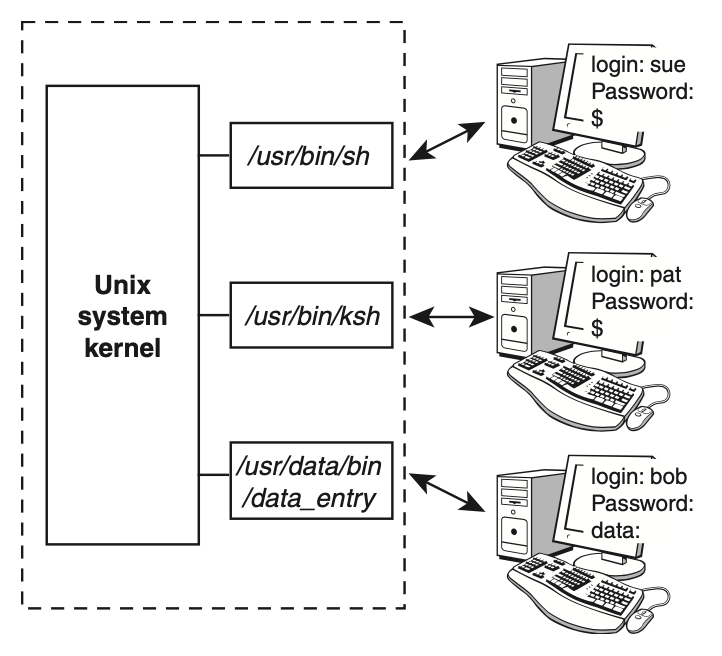 Unix
system
kernel
/usr/bin/sh
/usr/bin/ksh
/usr/data/bin
/data_entry
login: sue
Password:
$
login: pat
Password:
$
login: bob
Password:
data: